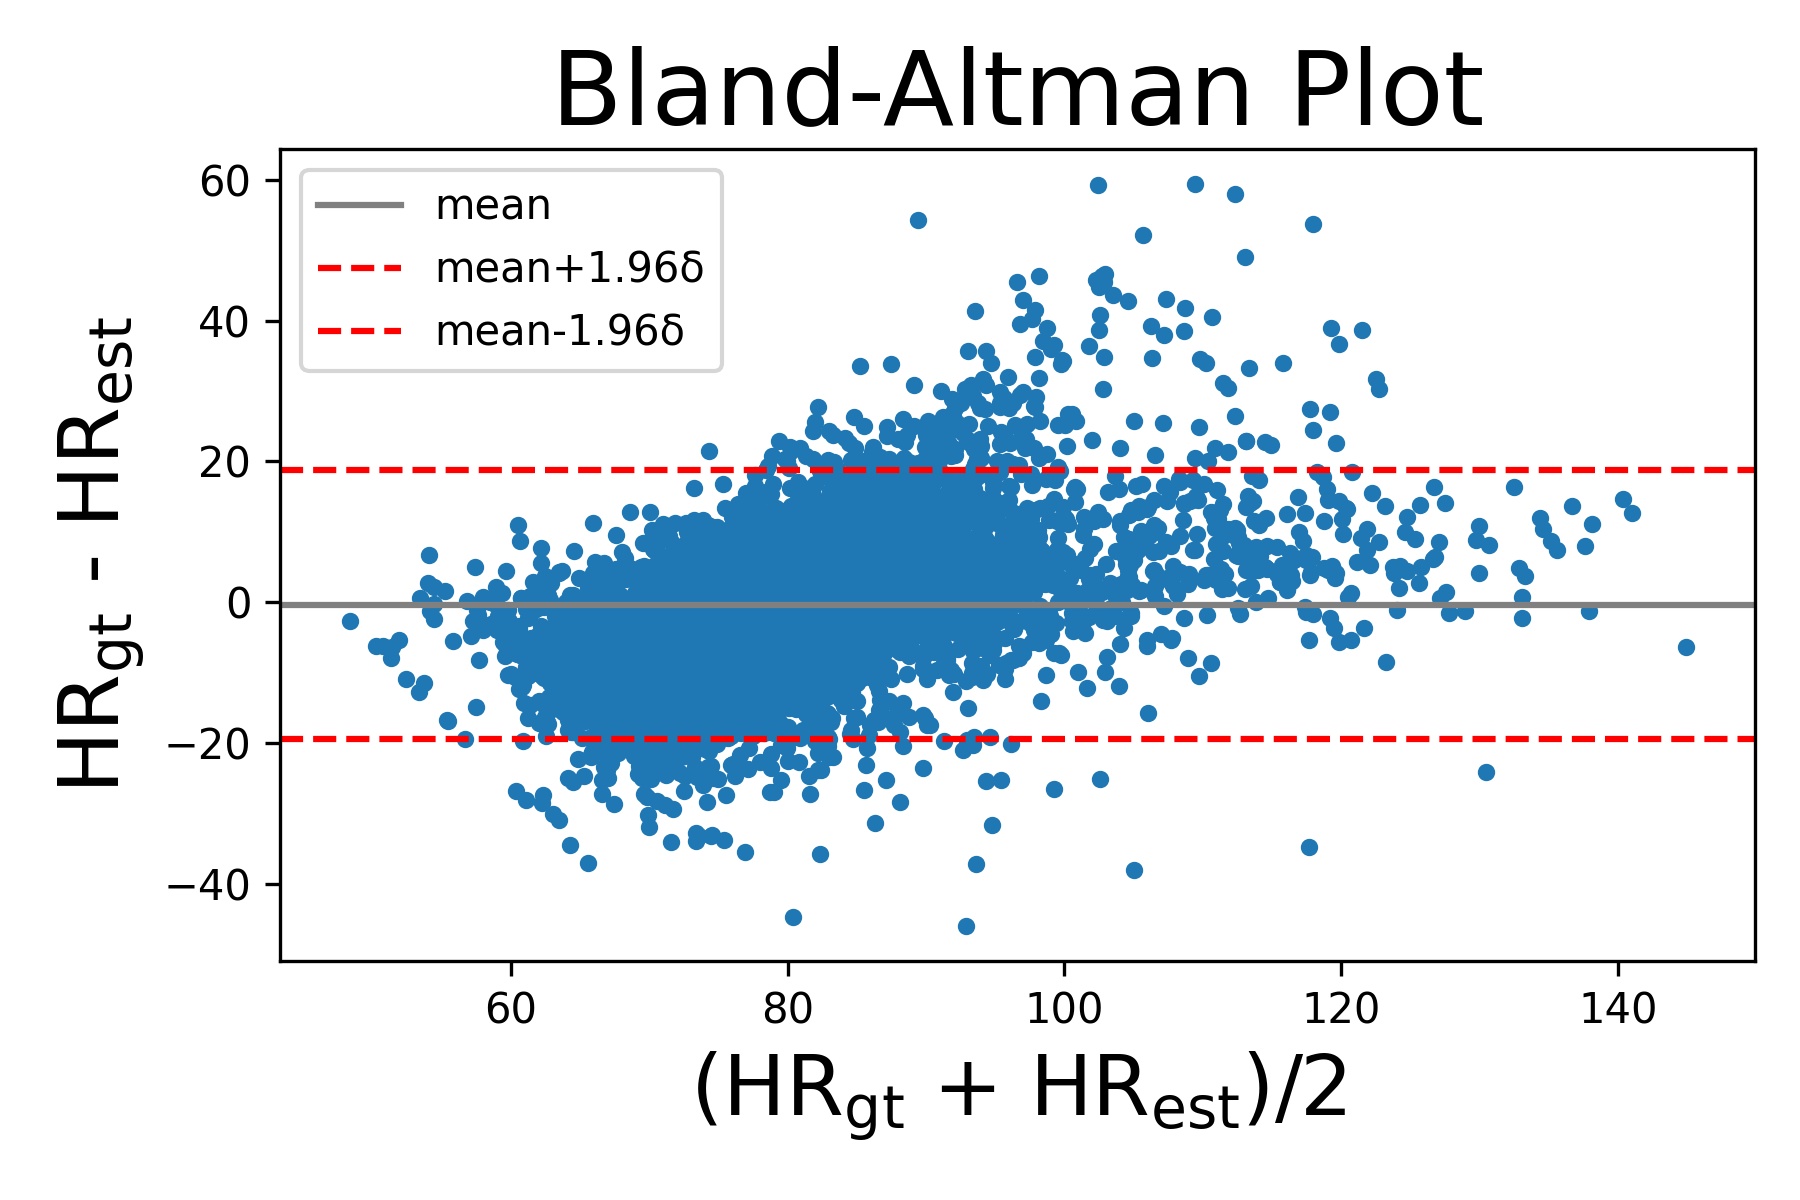 Bland-Altman Plot
mean
mean+1.96δ
mean-1.96δ
HRgt - HRest
60
40
20
0
−20
−40
60
80
100
120
140
(HRgt + HRest)/2